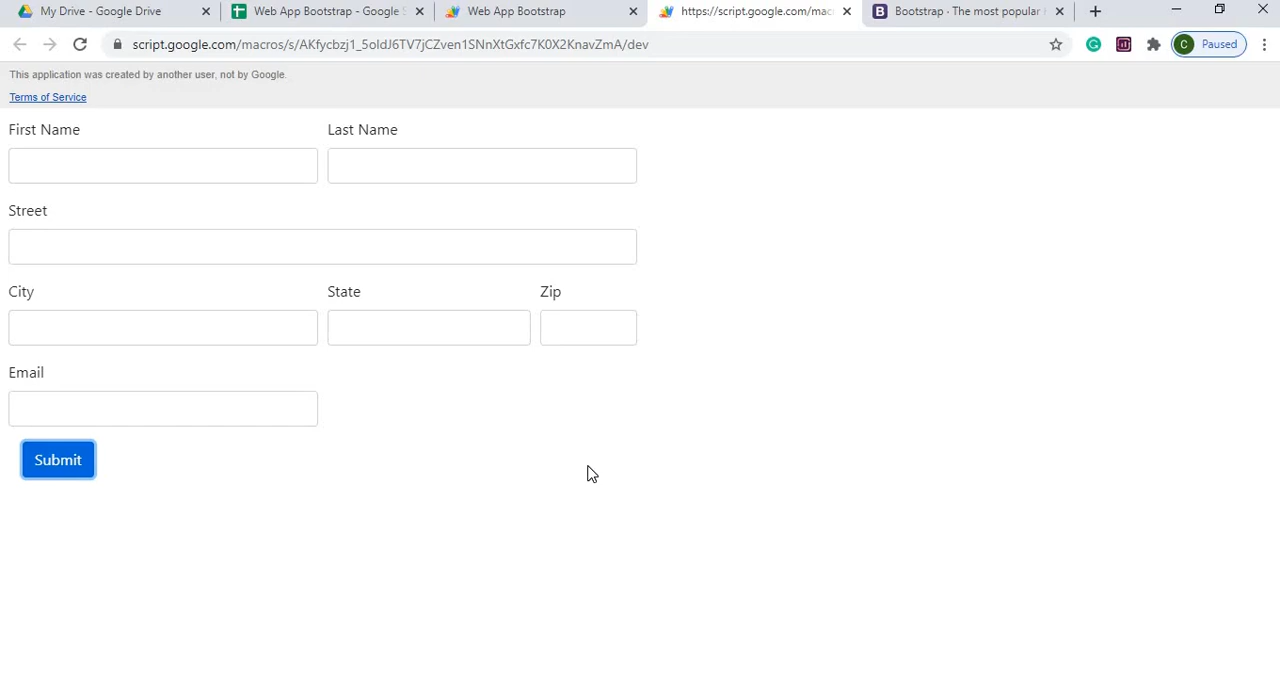 My Drive - Google Drive
Web App Bootstrap - Google S
Web App Bootstrap
https://script.google.com/mac
Bootstrap · The most popular
script.google.com/macros/s/AKfycbzj1_5oIdJ6TV7jCZven1SNnXtGxfc7K0X2KnavZmA/dev
C Paused
This application was created by another user, not by Google.
Terms of Service
First Name Last Name
Street
City State Zip
Email
Submit